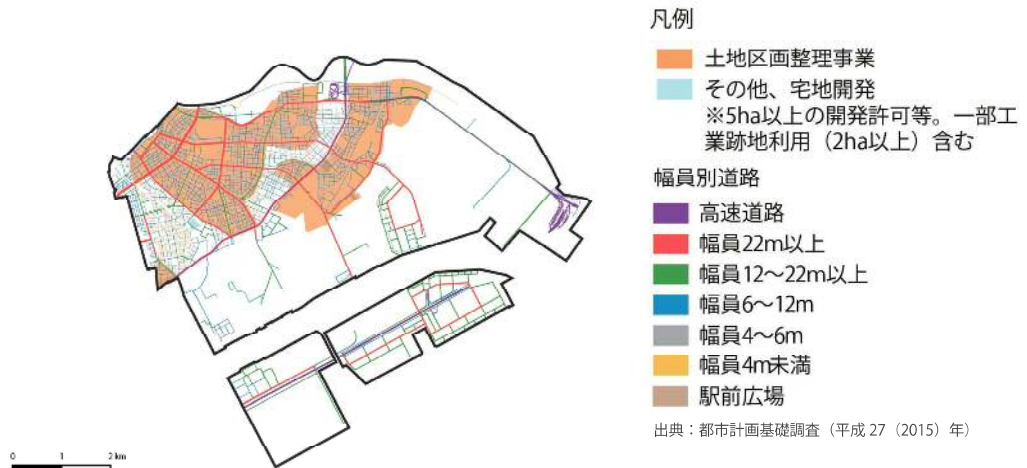 凡例
土地区画整理事業
その他、宅地開発
※5ha以上の開発許可等。一部工
業跡地利用（2ha以上）含む
幅員別道路
高速道路
幅員22m以上
幅員12～22m以上
幅員6～12m
幅員4～6m
幅員4m未満
駅前広場
出典：都市計画基礎調査（平成 27（2015）年）
0 1 2 km